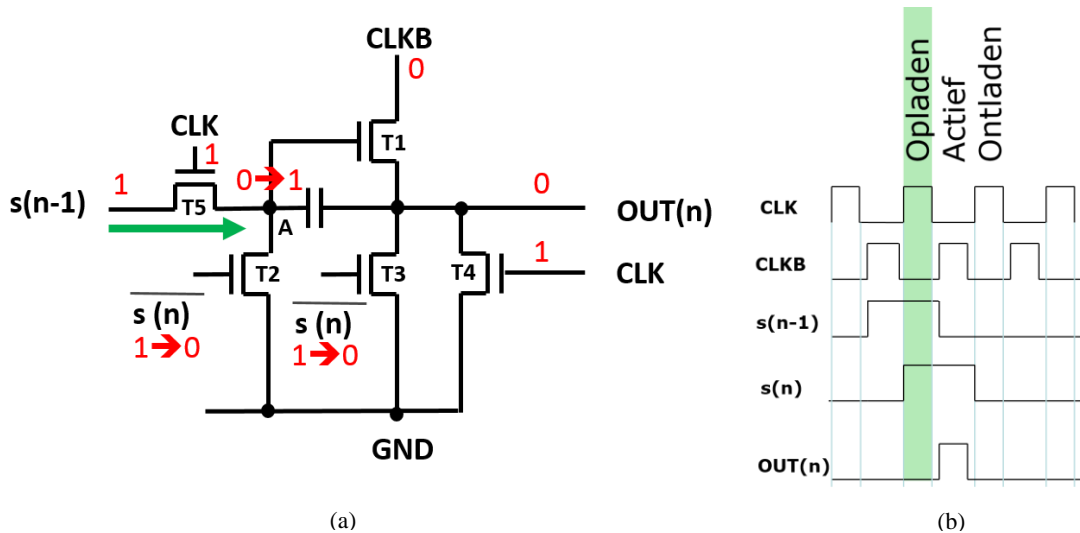 CLKB
0
T1
CLK
1
1
0➔1
0
s(n-1)
T5
A
OUT(n)
T2
T3
T4
1
CLK
s (n)
1➔0
s (n)
1➔0
GND
(a)
Opladen
Actief
Ontladen
CLK
CLKB
s(n-1)
s(n)
OUT(n)
(b)